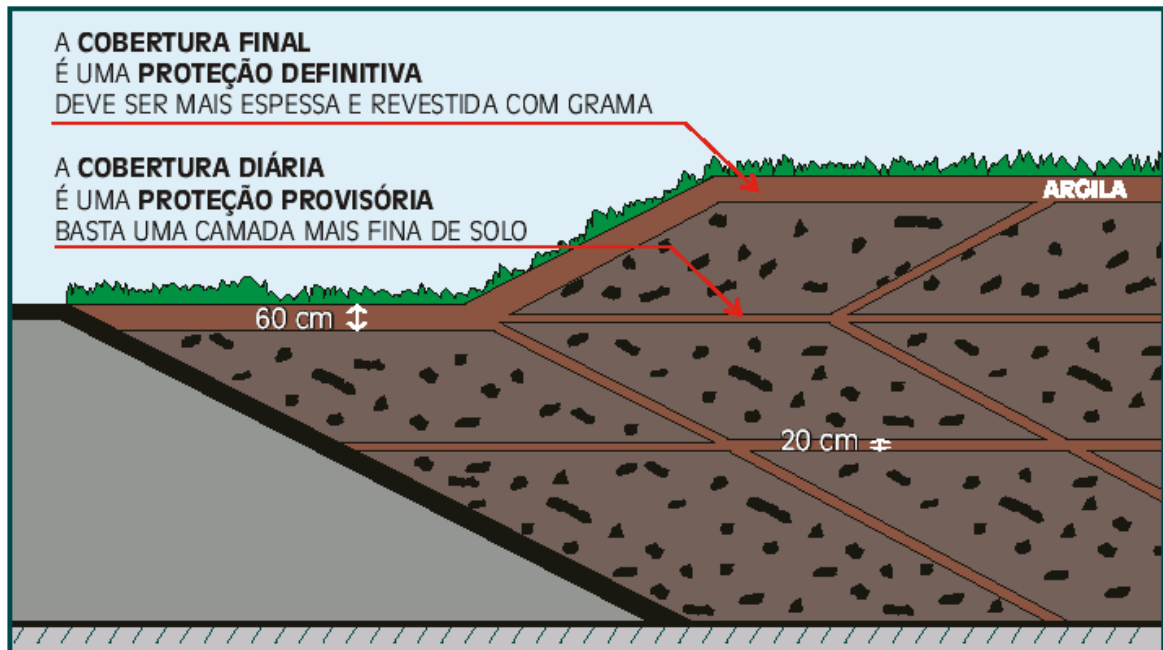 A COBERTURA FINAL
É UMA PROTEÇÃO DEFINITIVA
DEVE SER MAIS ESPESSA E REVESTIDA COM GRAMA
A COBERTURA DIÁRIA
É UMA PROTEÇÃO PROVISÓRIA
BASTA UMA CAMADA MAIS FINA DE SOLO
ARGILA
60 cm
20 cm